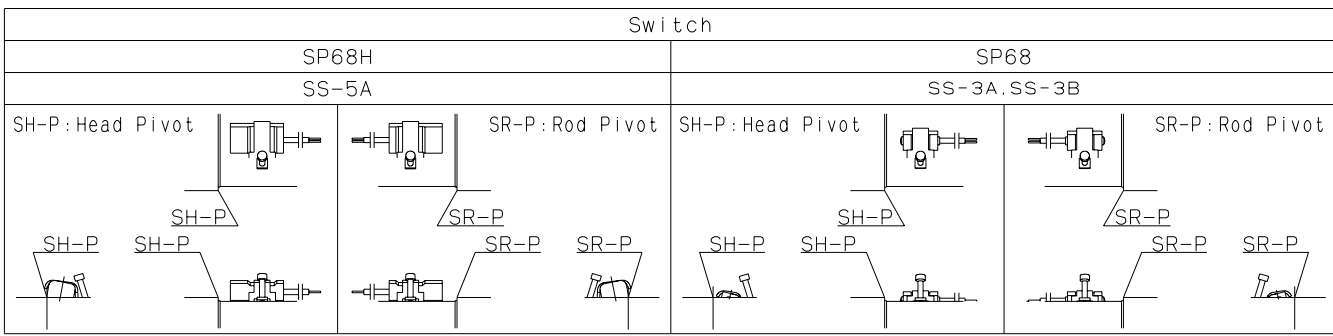 Switch
SP68H SP68
SS-5A SS-3A.SS-3B
SH-P:Head Pivot SR-P:Rod Pivot SH-P:Head Pivot SR-P:Rod Pivot
SH-P SR-P SH-P SR-P
SH-P SH-P SR-P SR-P SH-P SH-P SR-P SR-P